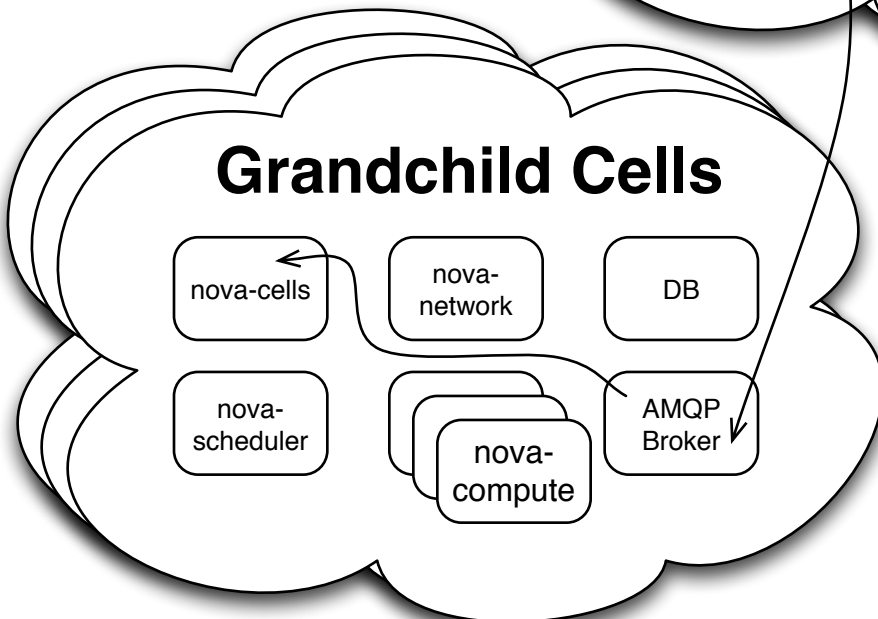 Grandchild Cells
nova-cells
nova-
network
DB
nova-
scheduler
nova-
compute
AMQP
Broker